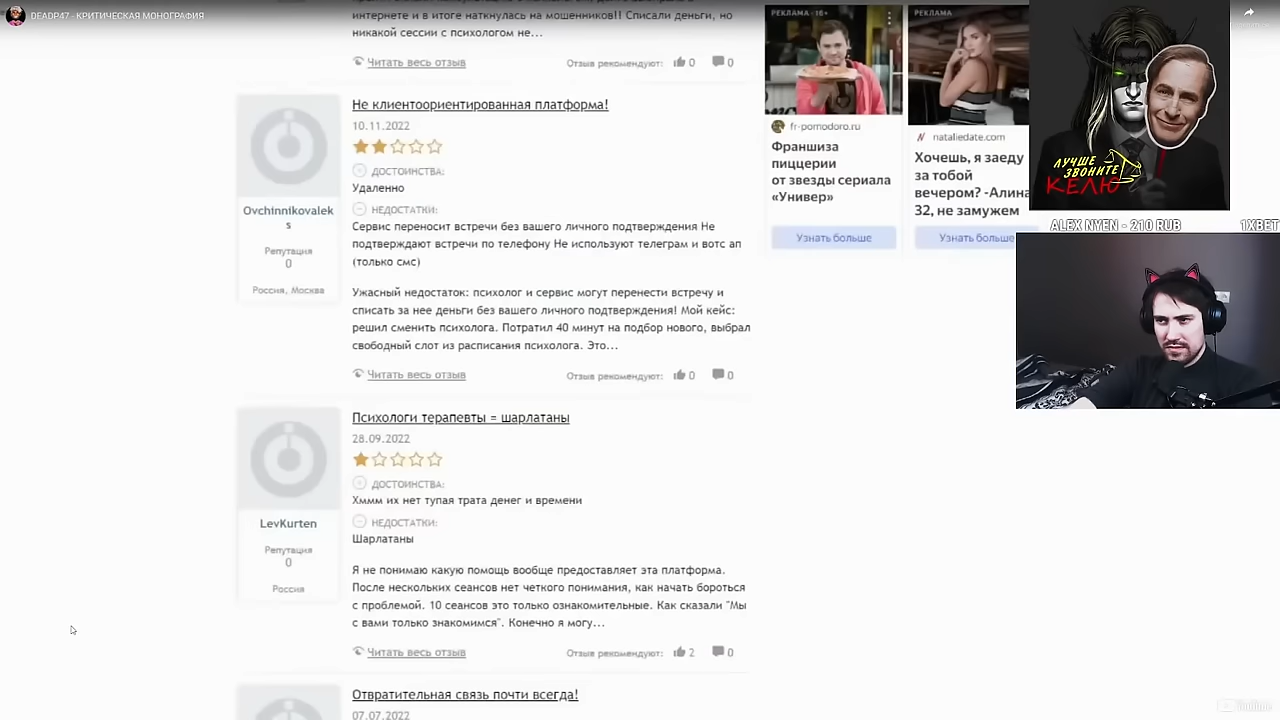 DEADP47 - КРИТИЧЕСКАЯ МОНОГРАФИЯ
интернете и в итоге наткнулась на мошенников!! Списали деньги, но
никакой сессии с психологом не...
Читать весь отзыв
Отзыв рекомендуют: 0 0
Не клиентоориентированная платформа!
10.11.2022
ДОСТОИНСТВА:
Удаленно
НЕДОСТАТКИ:
Сервис переносит встречи без вашего личного подтверждения Не
подтверждают встречи по телефону Не используют телеграм и вотс ап
(только смс)
Ужасный недостаток: психолог и сервис могут перенести встречу и
списать за нее деньги без вашего личного подтверждения! Мой кейс:
решил сменить психолога. Потратил 40 минут на подбор нового, выбрал
свободный слот из расписания психолога. Это...
Читать весь отзыв
Отзыв рекомендуют: 0 0
Ovchinnikovalek
s
Репутация
0
Россия, Москва
Психологи терапевты = шарлатаны
28.09.2022
ДОСТОИНСТВА:
Хммм их нет тупая трата денег и времени
НЕДОСТАТКИ:
Шарлатаны
Я не понимаю какую помощь вообще предоставляет эта платформа.
После нескольких сеансов нет четкого понимания, как начать бороться
с проблемой. 10 сеансов это только ознакомительные. Как сказали "Мы
с вами только знакомимся". Конечно я могу...
Читать весь отзыв
Отзыв рекомендуют: 2 0
LevKurten
Репутация
0
Россия
Отвратительная связь почти всегда!
07.07.2022
РЕКЛАМА • 16+
fr-pomodoro.ru
Франшиза
пиццерии
от звезды сериала
«Универ»
Узнать больше
РЕКЛАМА
nataliedate.com
Хочешь, я заеду
за тобой
вечером? -Алина
32, не замужем
Узнать больше
ЛУЧШЕ
ЗВОНИТЕ
КЕЛЮ
ALEX NYEN - 210 RUB
1XBET
YouTube